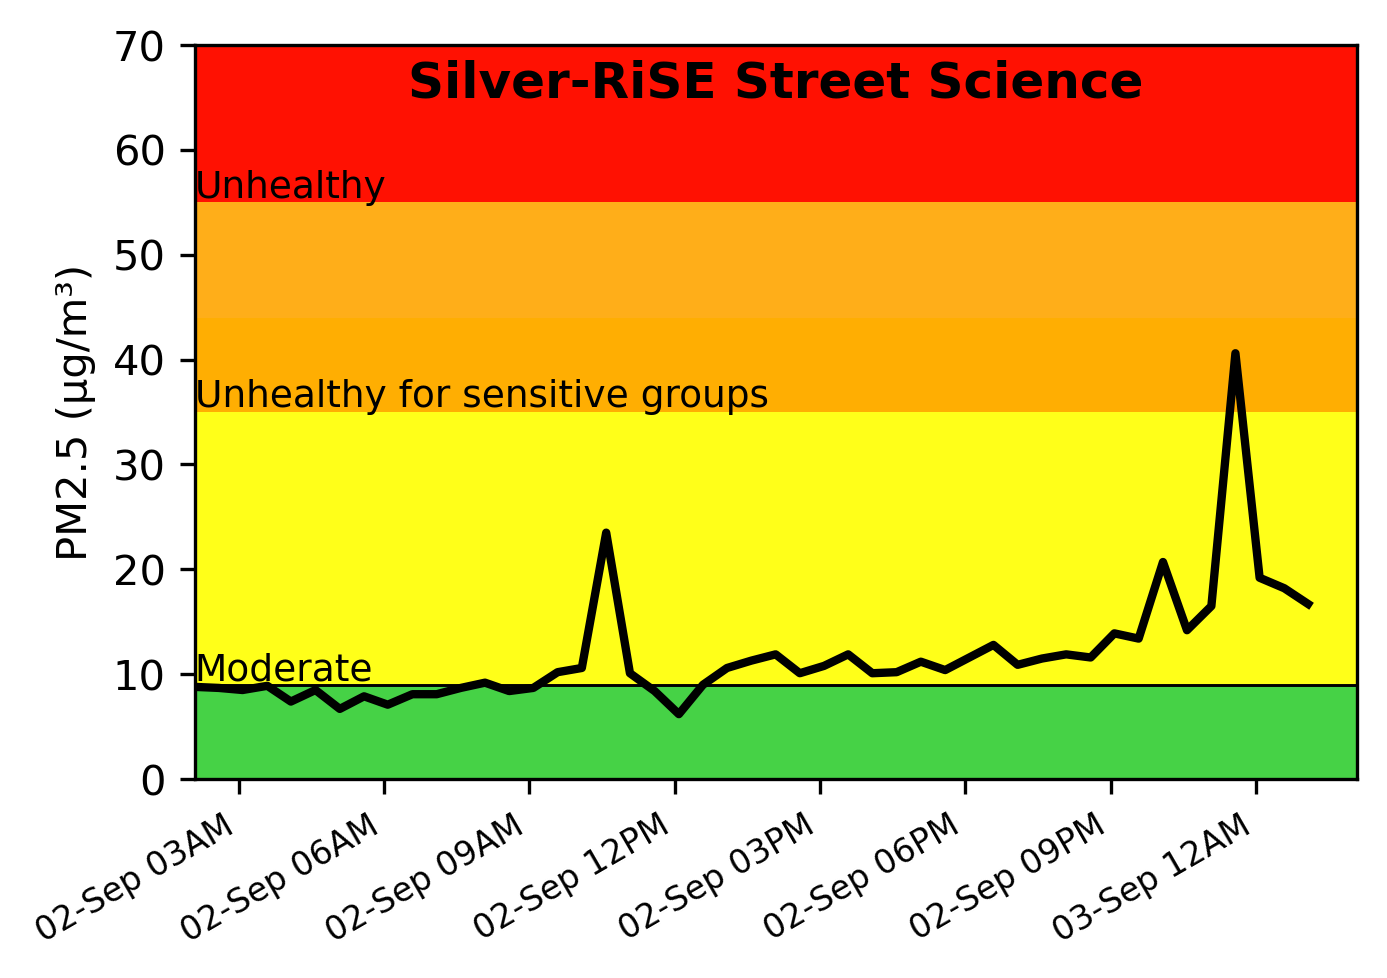 Silver-RiSE Street Science
70
60
Unhealthy
50
40
Unhealthy for sensitive groups
30
20
Moderate
10
0
PM2.5 (µg/m³)
02-Sep 03AM
02-Sep 06AM
02-Sep 09AM
02-Sep 12PM
02-Sep 03PM
02-Sep 06PM
02-Sep 09PM
03-Sep 12AM